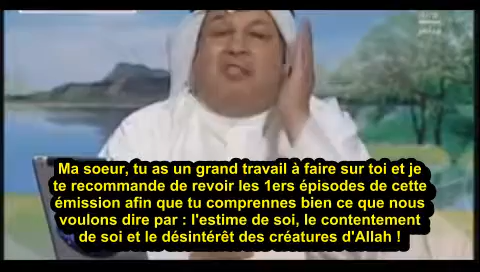 Ma soeur, tu as un grand travail à faire sur toi et je
te recommande de revoir les 1ers épisodes de cette
émission afin que tu comprennes bien ce que nous
voulons dire par : l'estime de soi, le contentement
de soi et le désintérêt des créatures d'Allah !